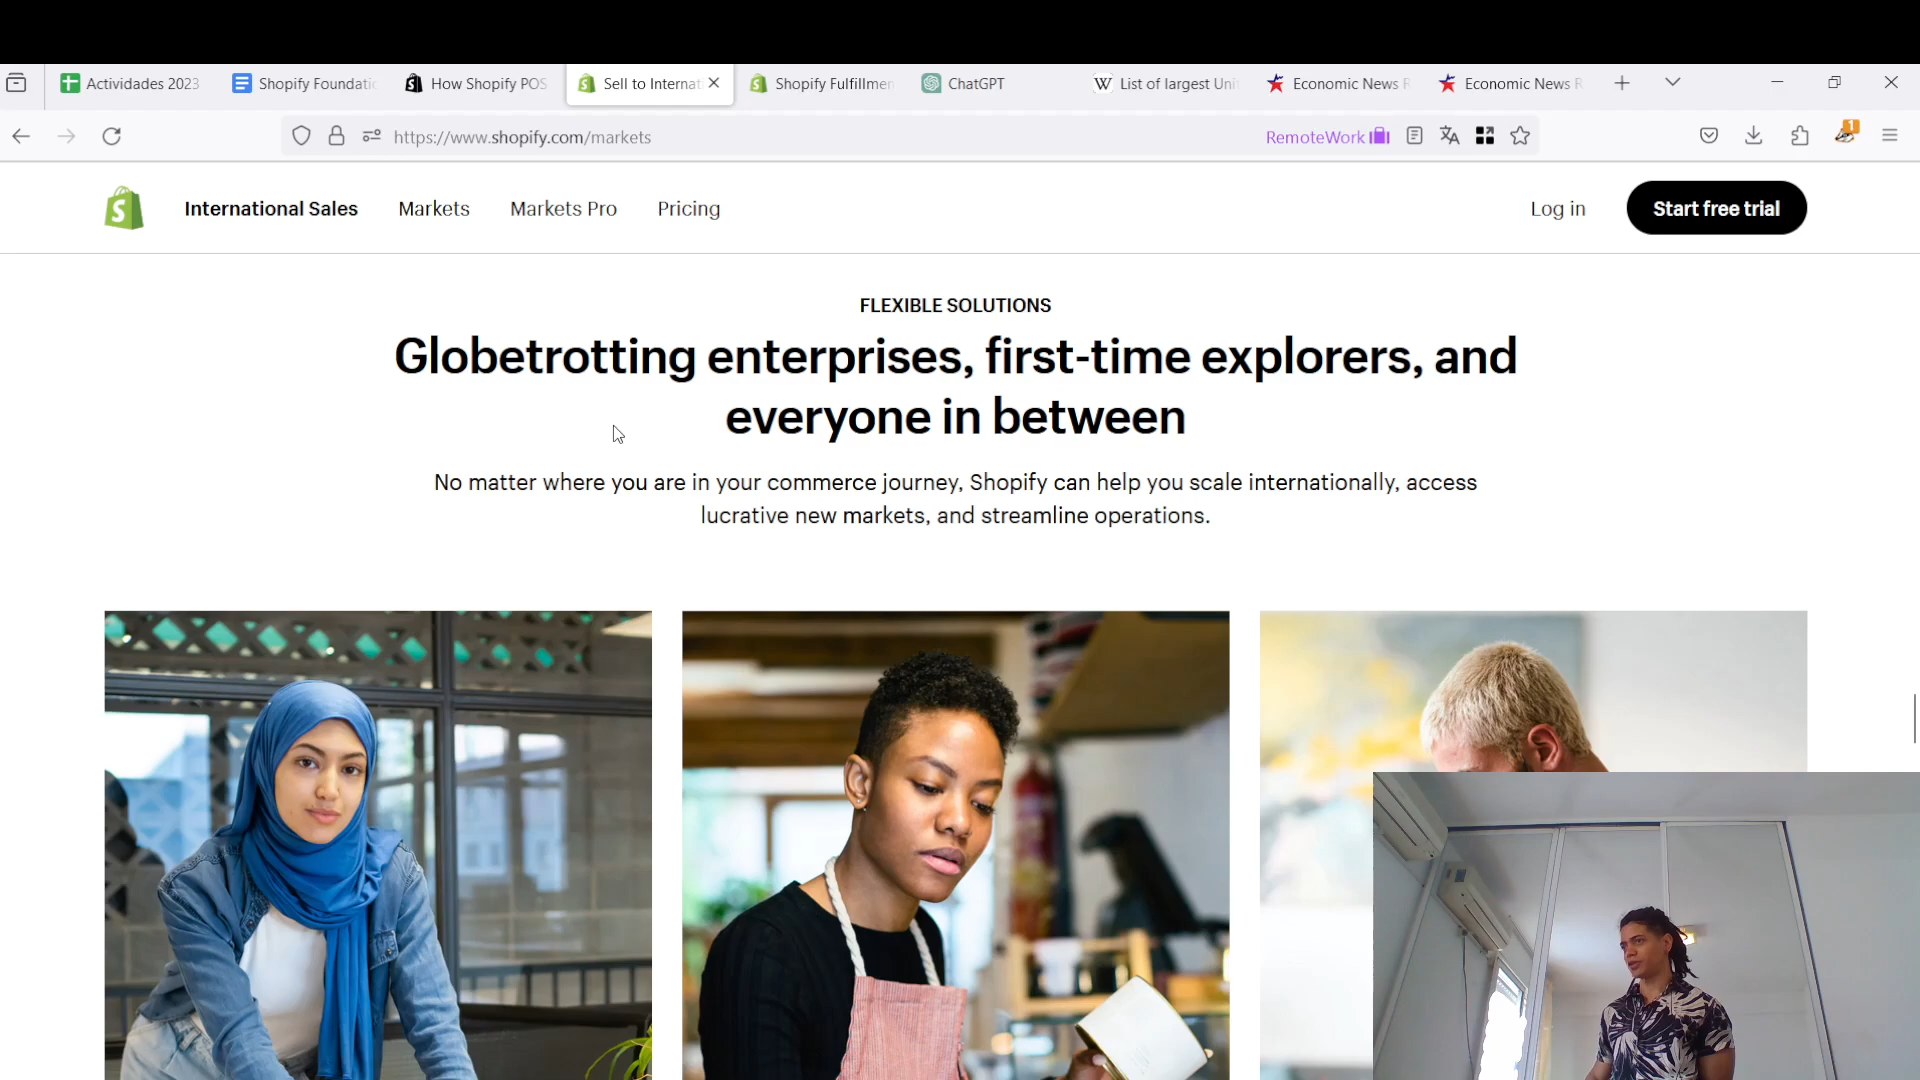 Actividades 2023
Shopify Foundatic
How Shopify POS
Sell to Internat
Shopify Fulfillmen
ChatGPT
List of largest Uni
Economic News R
Economic News R
https://www.shopify.com/markets
RemoteWork
1
International Sales
Markets
Markets Pro
Pricing
Log in
Start free trial
FLEXIBLE SOLUTIONS
Globetrotting enterprises, first-time explorers, and
everyone in between
No matter where you are in your commerce journey, Shopify can help you scale internationally, access
lucrative new markets, and streamline operations.